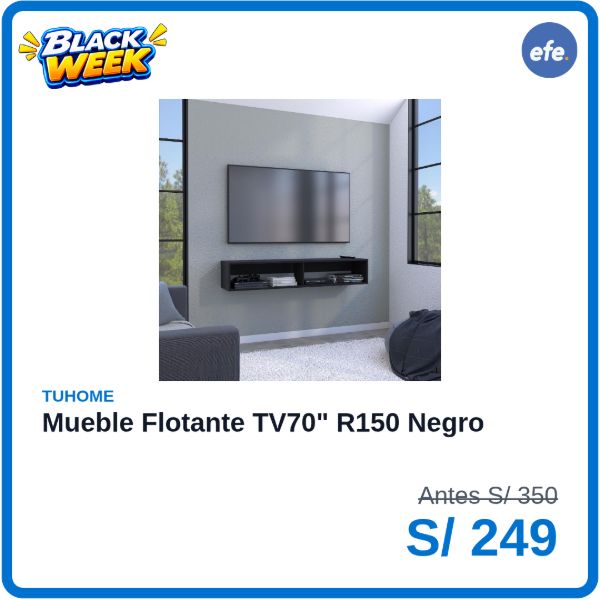 BLACK
WEEK
efe.
TUHOME
Mueble Flotante TV70" R150 Negro
Antes S/ 350
S/ 249